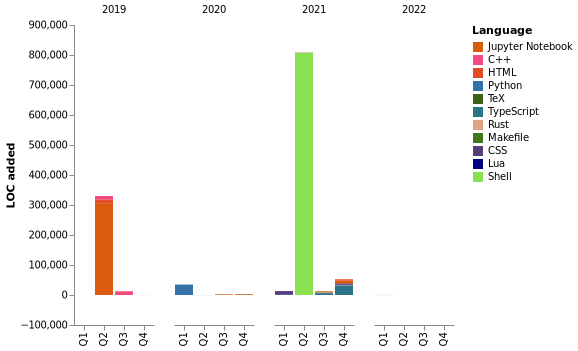 2019 2020 2021 2022
LOC added
900,000
800,000
700,000
600,000
500,000
400,000
300,000
200,000
100,000
0
−100,000
Q1 Q2 Q3 Q4 Q1 Q2 Q3 Q4 Q1 Q2 Q3 Q4 Q1 Q2 Q3 Q4
Language
Jupyter Notebook
C++
HTML
Python
TeX
TypeScript
Rust
Makefile
CSS
Lua
Shell